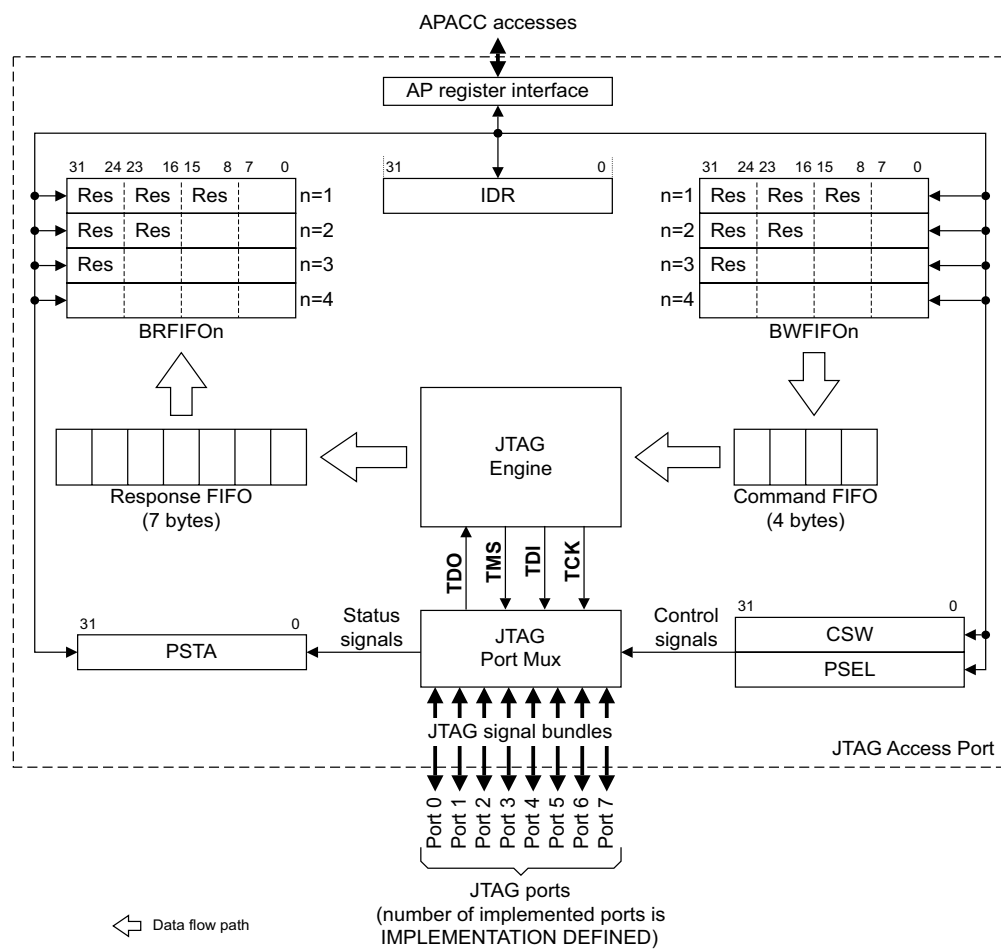 APACC accesses
AP register interface
31 24 23 16 15 8 7 0
31 0
31 24 23 16 15 8 7 0
Res Res Res n=1
IDR
n=1 Res Res Res
Res Res n=2
n=2 Res Res
Res n=3
n=3 Res
n=4
n=4
BRFIFOn
BWFIFOn
JTAG
Engine
Response FIFO
(7 bytes)
Command FIFO
(4 bytes)
TDO
TMS
TDI
TCK
31 0
PSTA
Status
signals
JTAG
Port Mux
Control
signals
31 0
CSW
PSEL
JTAG signal bundles
JTAG Access Port
Port 0
Port 1
Port 2
Port 3
Port 4
Port 5
Port 6
Port 7
JTAG ports
(number of implemented ports is
IMPLEMENTATION DEFINED)
Data flow path